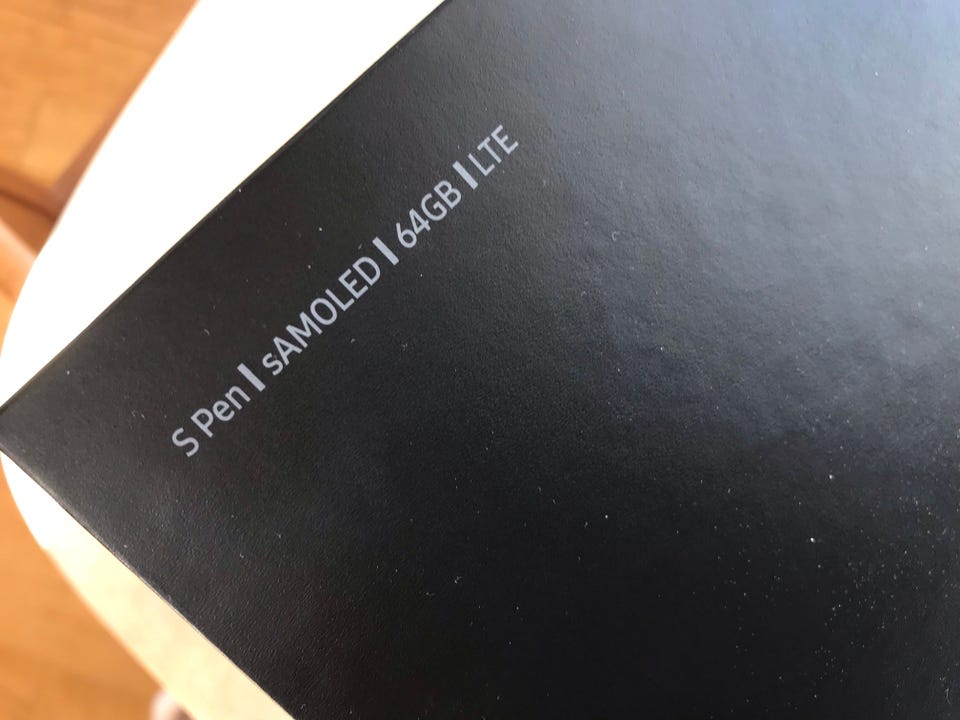 S Pen | sAMOLED | 64GB | LTE